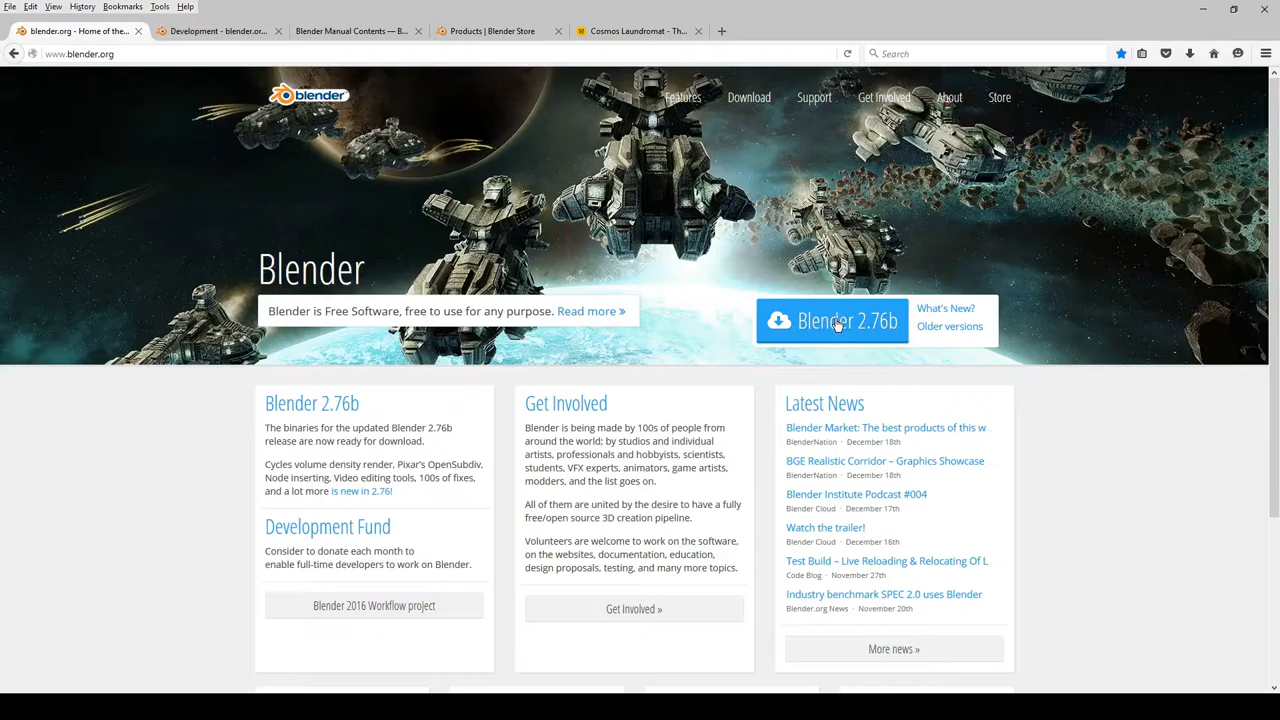 File Edit View History Bookmarks Tools Help
blender.org - Home of the...
Development - blender.or...
Blender Manual Contents — B...
Products | Blender Store
Cosmos Laundromat - Th...
www.blender.org
Search
blender
Features Download Support Get Involved About Store
Blender
Blender is Free Software, free to use for any purpose. Read more »
Blender 2.76b
What's New?
Older versions
Blender 2.76b
The binaries for the updated Blender 2.76b
release are now ready for download.
Cycles volume density render, Pixar's OpenSubdiv,
Node inserting, Video editing tools, 100s of fixes,
and a lot more is new in 2.76!
Development Fund
Consider to donate each month to
enable full-time developers to work on Blender.
Blender 2016 Workflow project
Get Involved
Blender is being made by 100s of people from
around the world; by studios and individual
artists, professionals and hobbyists, scientists,
students, VFX experts, animators, game artists,
modders, and the list goes on.
All of them are united by the desire to have a fully
free/open source 3D creation pipeline.
Volunteers are welcome to work on the software,
on the websites, documentation, education,
design proposals, testing, and many more topics.
Get Involved »
Latest News
Blender Market: The best products of this w
BlenderNation · December 18th
BGE Realistic Corridor – Graphics Showcase
BlenderNation · December 18th
Blender Institute Podcast #004
Blender Cloud · December 17th
Watch the trailer!
Blender Cloud · December 16th
Test Build – Live Reloading & Relocating Of L
Code Blog · November 27th
Industry benchmark SPEC 2.0 uses Blender
Blender.org News · November 20th
More news »